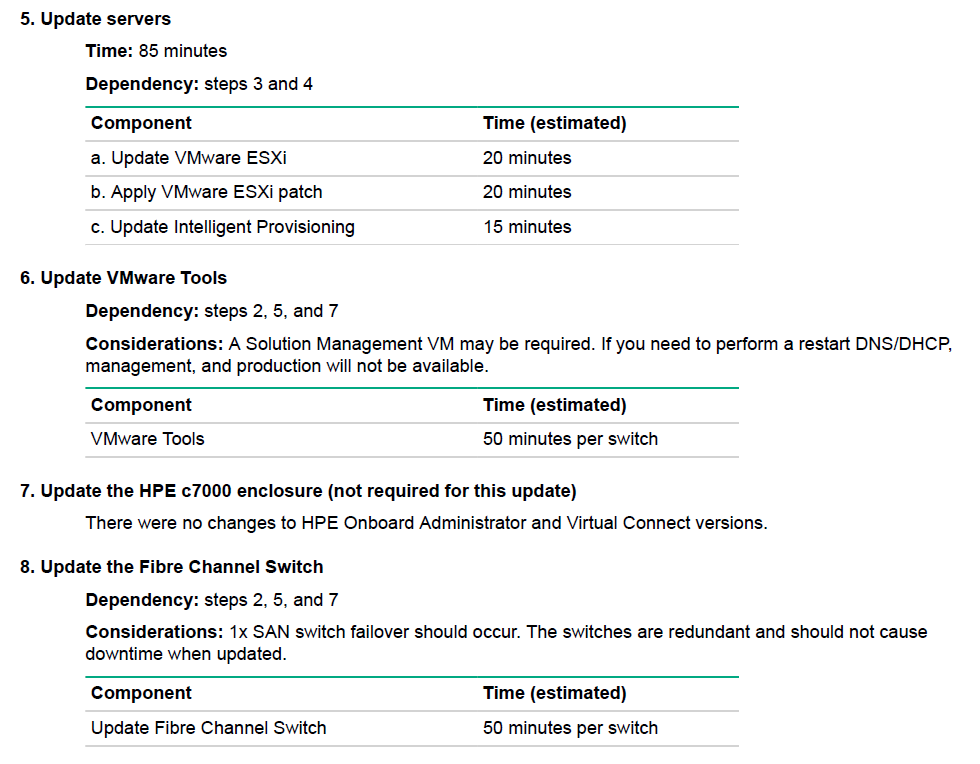 5. Update servers
Time: 85 minutes
Dependency: steps 3 and 4
Component Time (estimated)
a. Update VMware ESXi 20 minutes
b. Apply VMware ESXi patch 20 minutes
c. Update Intelligent Provisioning 15 minutes
6. Update VMware Tools
Dependency: steps 2, 5, and 7
Considerations: A Solution Management VM may be required. If you need to perform a restart DNS/DHCP,
management, and production will not be available.
Component Time (estimated)
VMware Tools 50 minutes per switch
7. Update the HPE c7000 enclosure (not required for this update)
There were no changes to HPE Onboard Administrator and Virtual Connect versions.
8. Update the Fibre Channel Switch
Dependency: steps 2, 5, and 7
Considerations: 1x SAN switch failover should occur. The switches are redundant and should not cause
downtime when updated.
Component Time (estimated)
Update Fibre Channel Switch 50 minutes per switch